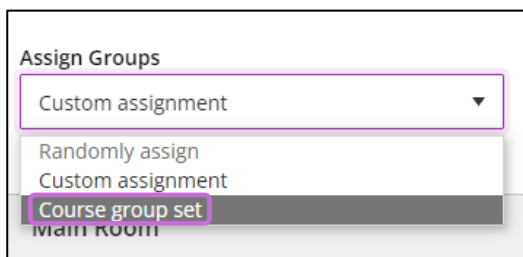 Assign Groups
Custom assignment
Randomly assign
Custom assignment
Course group set
Main Room